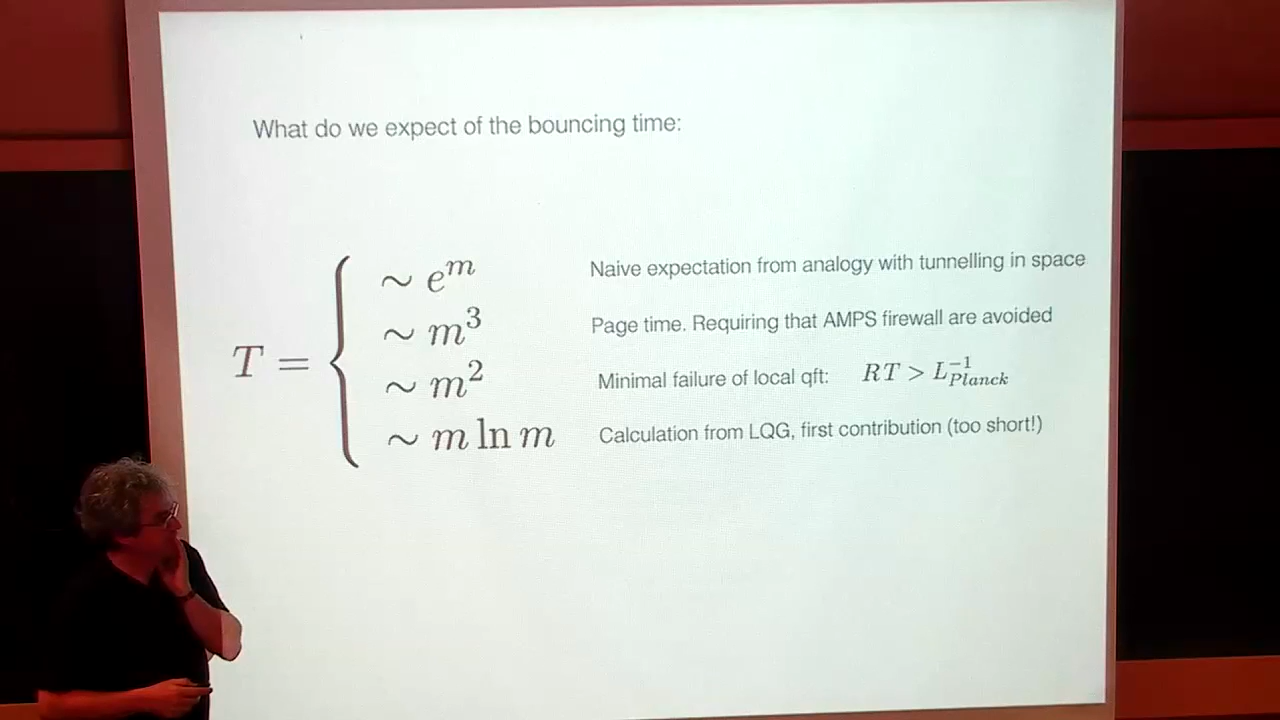 What do we expect of the bouncing time:
T = { ∼ e^m Naive expectation from analogy with tunnelling in space
∼ m^3 Page time. Requiring that AMPS firewall are avoided
∼ m^2 Minimal failure of local qft: RT > L_{Planck}^{-1}
∼ m ln m Calculation from LQG, first contribution (too short!)